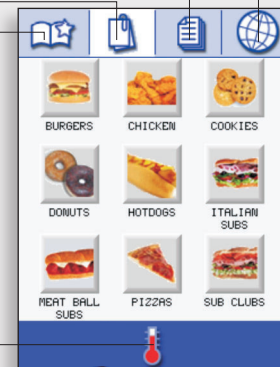 BURGERS CHICKEN COOKIES
DONUTS HOTDOGS ITALIAN
SUBS
MEAT BALL PIZZAS SUB CLUBS
SUBS